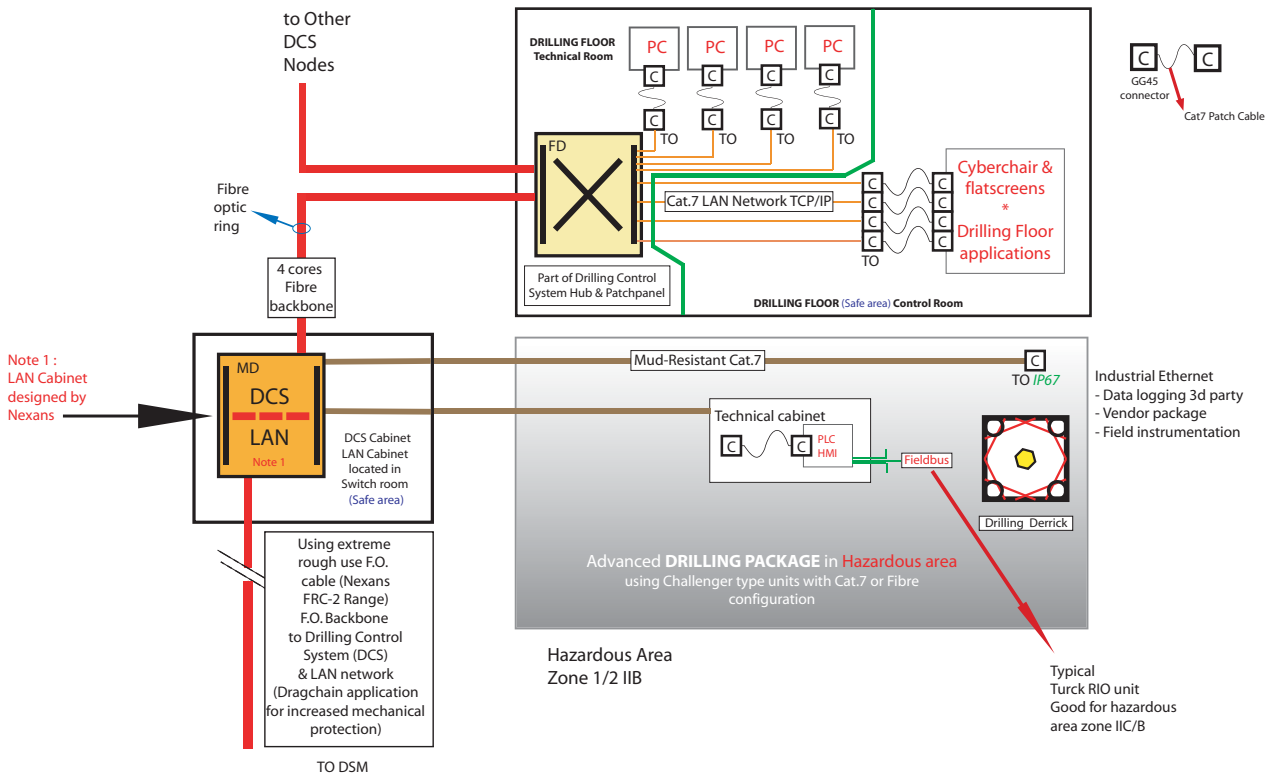 to Other
DCS
Nodes
DRILLING FLOOR
Technical Room
PC
PC
PC
PC
C
C
C
C
C
C
C
C
TO
TO
TO
TO
C
C
GG45
connector
Cat7 Patch Cable
FD
Cat.7 LAN Network TCP/IP
C
C
C
C
C
C
C
C
TO
Cyberchair &
flatscreens
*
Drilling Floor
applications
Part of Drilling Control
System Hub & Patchpanel
DRILLING FLOOR (Safe area) Control Room
Fibre
optic
ring
4 cores
Fibre
backbone
Note 1 :
LAN Cabinet
designed by
Nexans
MD
DCS
LAN
Note 1
DCS Cabinet
LAN Cabinet
located in
Switch room
(Safe area)
Mud-Resistant Cat.7
C
TO IP67
Industrial Ethernet
- Data logging 3d party
- Vendor package
- Field instrumentation
Technical cabinet
C
C
PLC
HMI
Fieldbus
Drilling Derrick
Advanced DRILLING PACKAGE in Hazardous area
using Challenger type units with Cat.7 or Fibre
configuration
Using extreme
rough use F.O.
cable (Nexans
FRC-2 Range)
F.O. Backbone
to Drilling Control
System (DCS)
& LAN network
(Dragchain application
for increased mechanical
protection)
TO DSM
Hazardous Area
Zone 1/2 IIB
Typical
Turck RIO unit
Good for hazardous
area zone IIC/B